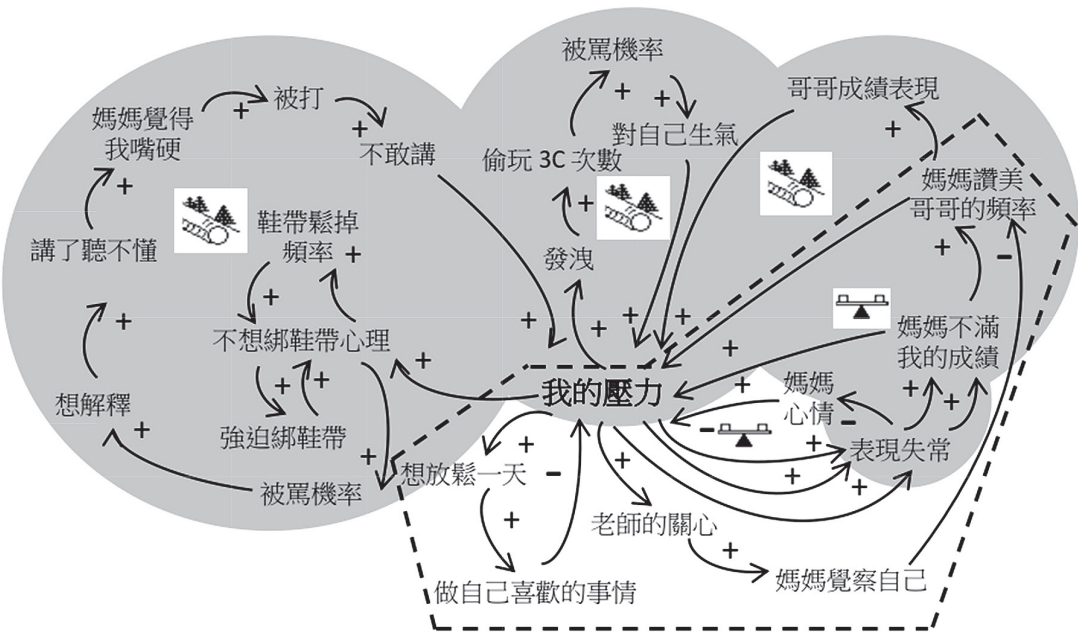 被罵機率
哥哥成績表現
媽媽覺得
我嘴硬
被打
不敢講
對自己生氣
偷玩 3C 次數
媽媽讚美
哥哥的頻率
講了聽不懂
鞋帶鬆掉
頻率
發洩
不想綁鞋帶心理
媽媽不滿
我的成績
想解釋
強迫綁鞋帶
我的壓力
媽媽
心情
表現失常
被罵機率
想放鬆一天
老師的關心
做自己喜歡的事情
媽媽覺察自己